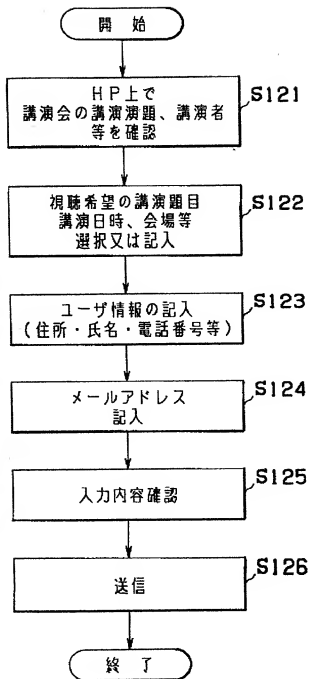 開 始
HP上で
講演会の講演演題、講演者
等を確認
S121
視聴希望の講演題目
講演日時、会場等
選択又は記入
S122
ユーザ情報の記入
（住所・氏名・電話番号等）
S123
メールアドレス
記入
S124
入力内容確認
S125
送信
S126
終 了